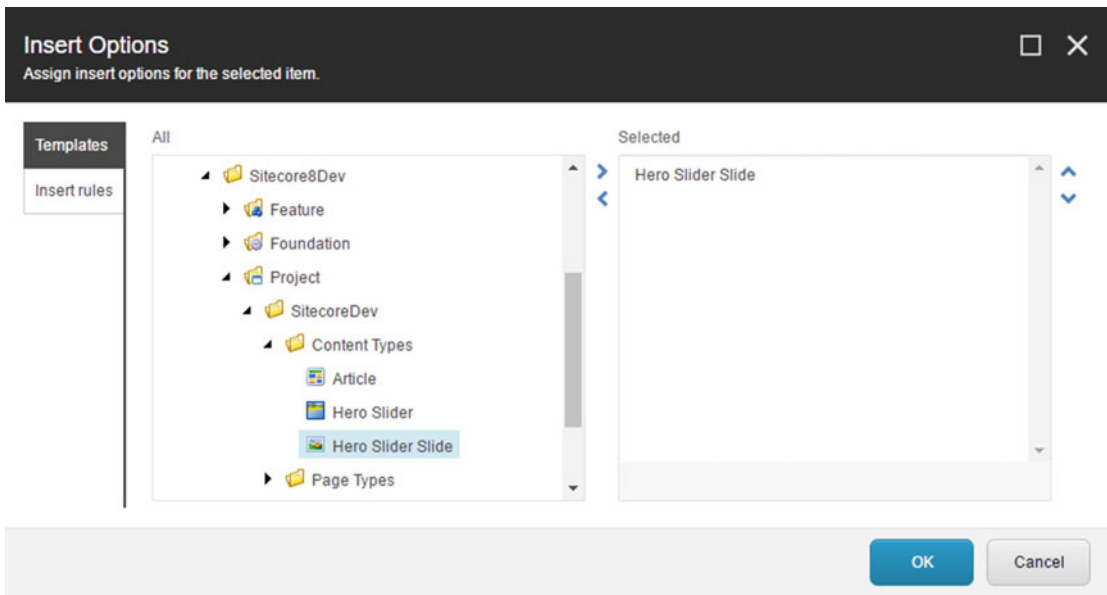 Insert Options
Assign insert options for the selected item.
Templates
Insert rules
All
Sitecore8Dev
Feature
Foundation
Project
SitecoreDev
Content Types
Article
Hero Slider
Hero Slider Slide
Page Types
Selected
Hero Slider Slide
OK
Cancel